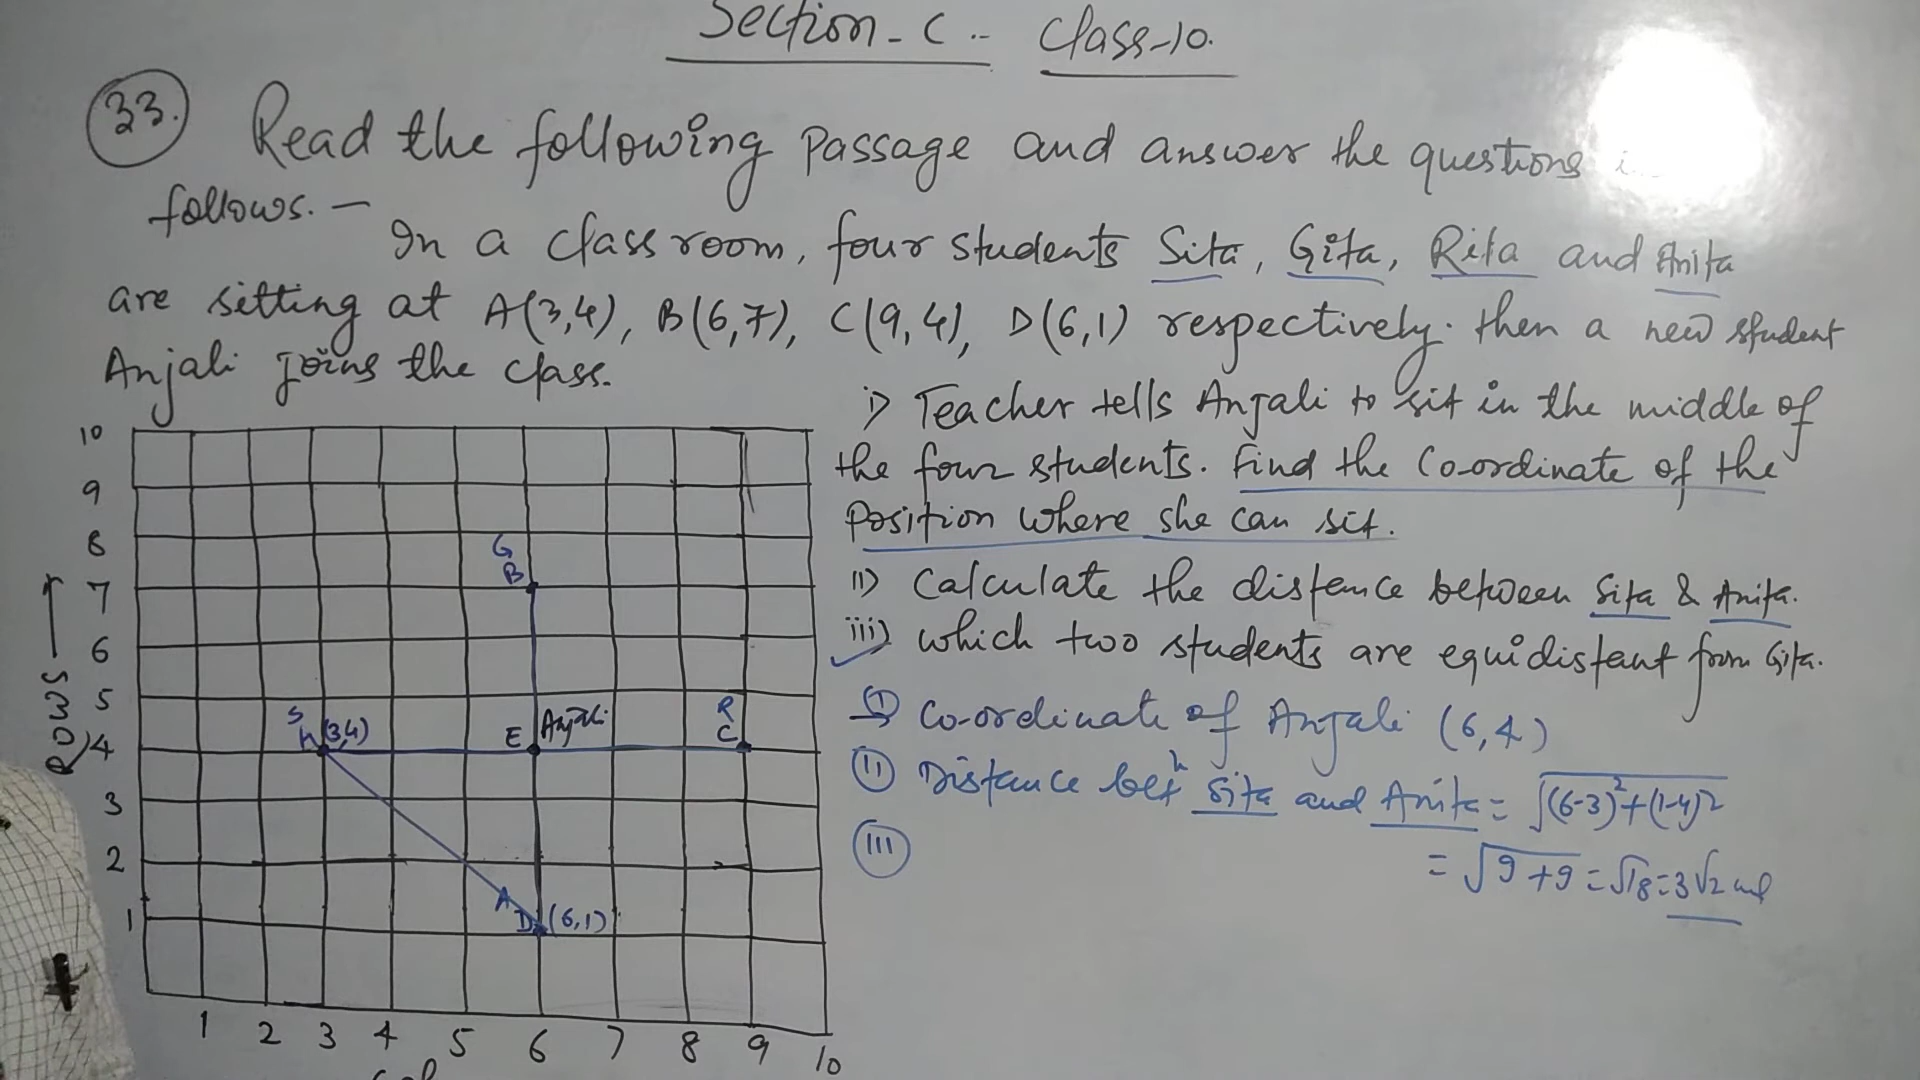 Section-C.. Class-10.
33. Read the following passage and answer the questions
follows. —
In a class room, four students Sita, Gita, Rita and Anita
are sitting at A(3,4), B(6,7), C(9,4), D(6,1) respectively. then a new student
Anjali joins the class.
i) Teacher tells Anjali to sit in the middle of
the four students. Find the Co-ordinate of the
Position where she can sit.
ii) Calculate the distance between Sita & Anita.
iii) which two students are equidistant from Gita.
① Co-ordinate of Anjali (6,4)
② Distance betn Sita and Anita = √(6-3)²+(1-4)²
= √9+9 = √18 = 3√2
③
10
9
8
7
6
5
4
3
2
1
Rows
G
B
S
A(3,4)
E Anjali
R
C
A
D(6,1)
1 2 3 4 5 6 7 8 9 10